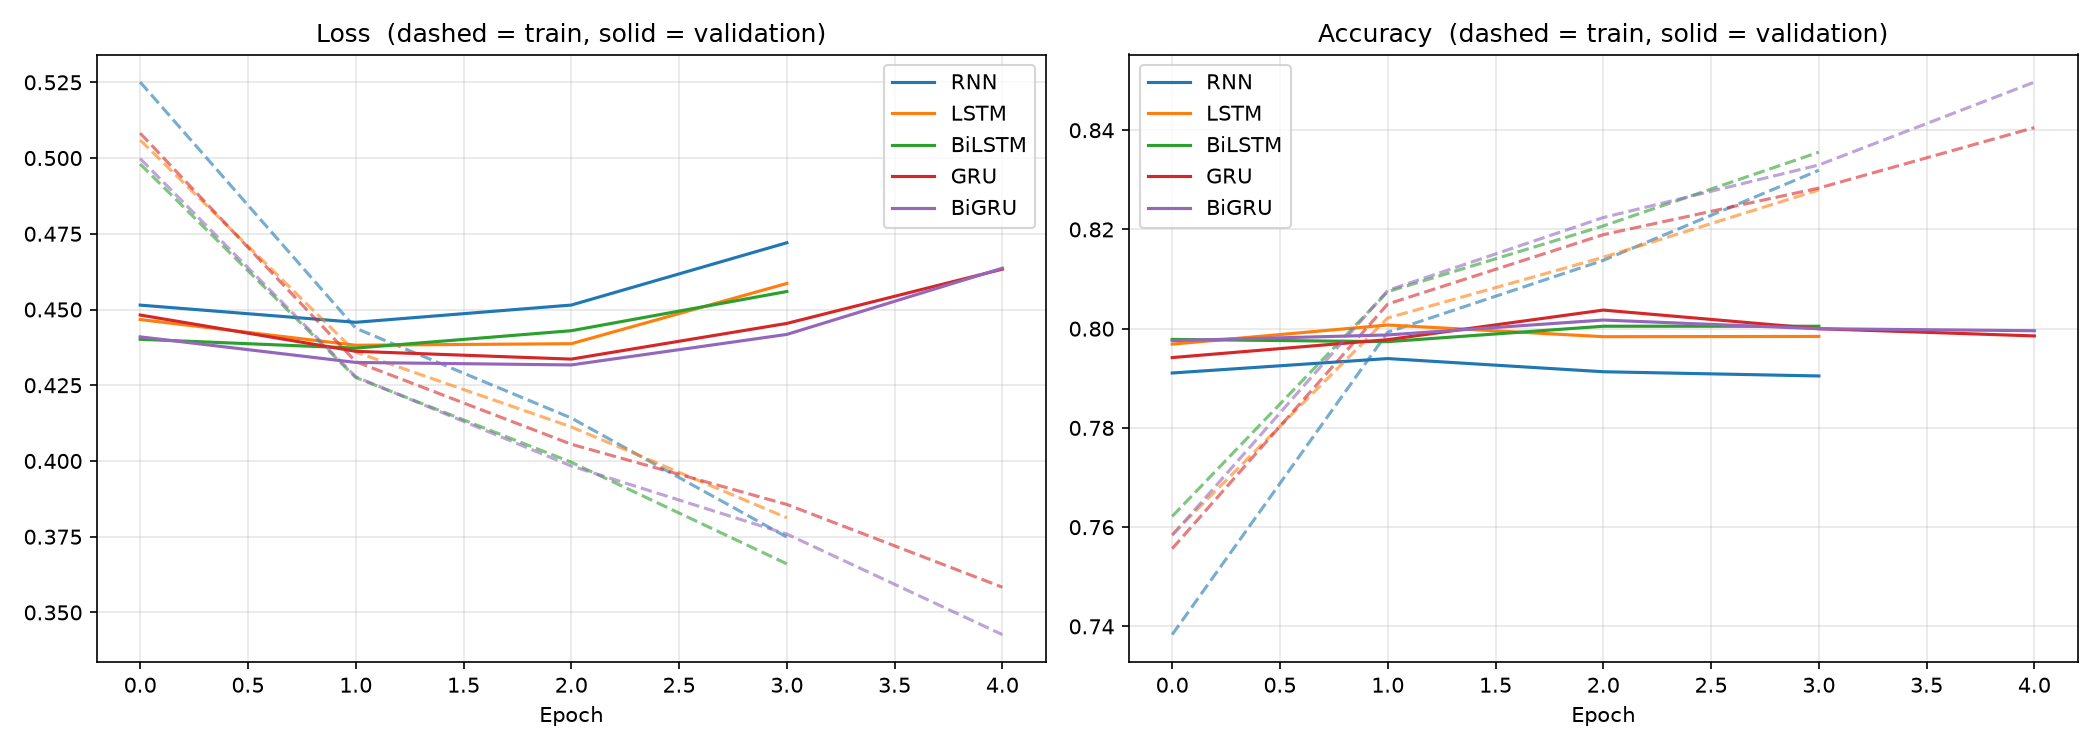 Loss  (dashed = train, solid = validation)
0.525
0.500
0.475
0.450
0.425
0.400
0.375
0.350
RNN
LSTM
BiLSTM
GRU
BiGRU
0.0 0.5 1.0 1.5 2.0 2.5 3.0 3.5 4.0
Epoch
Accuracy  (dashed = train, solid = validation)
0.84
0.82
0.80
0.78
0.76
0.74
RNN
LSTM
BiLSTM
GRU
BiGRU
0.0 0.5 1.0 1.5 2.0 2.5 3.0 3.5 4.0
Epoch